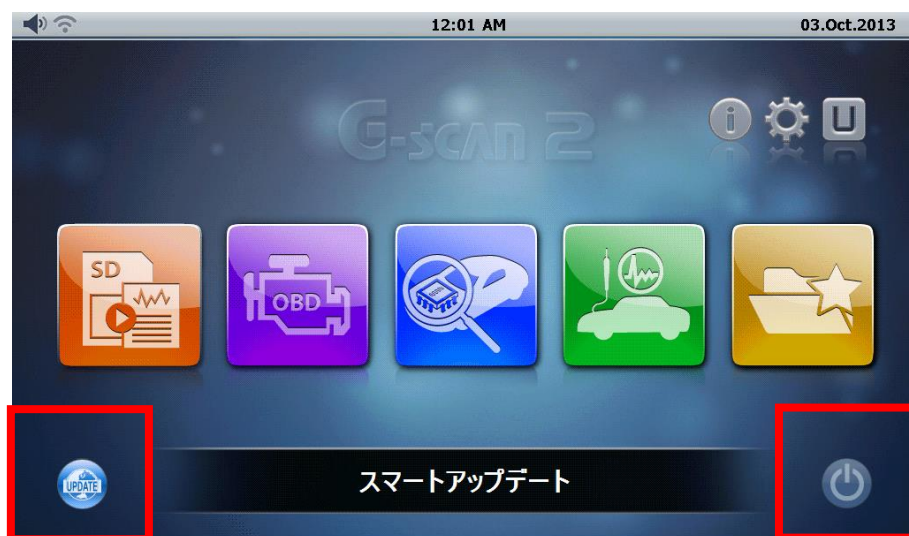 12:01 AM
03.Oct.2013
G-scan 2
i
U
SD
OBD
UPDATE
スマートアップデート